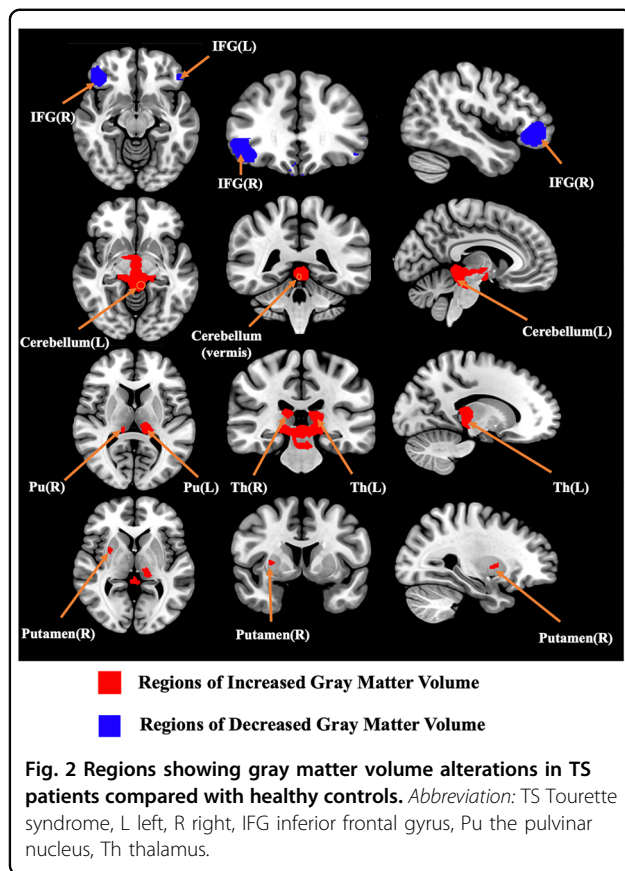 IFG(L)
IFG(R)
IFG(R)
IFG(R)
Cerebellum(L)
Cerebellum
(vermis)
Cerebellum(L)
Pu(R)
Pu(L)
Th(R)
Th(L)
Th(L)
Putamen(R)
Putamen(R)
Putamen(R)
Regions of Increased Gray Matter Volume
Regions of Decreased Gray Matter Volume
Fig. 2 Regions showing gray matter volume alterations in TS
patients compared with healthy controls. Abbreviation: TS Tourette
syndrome, L left, R right, IFG inferior frontal gyrus, Pu the pulvinar
nucleus, Th thalamus.